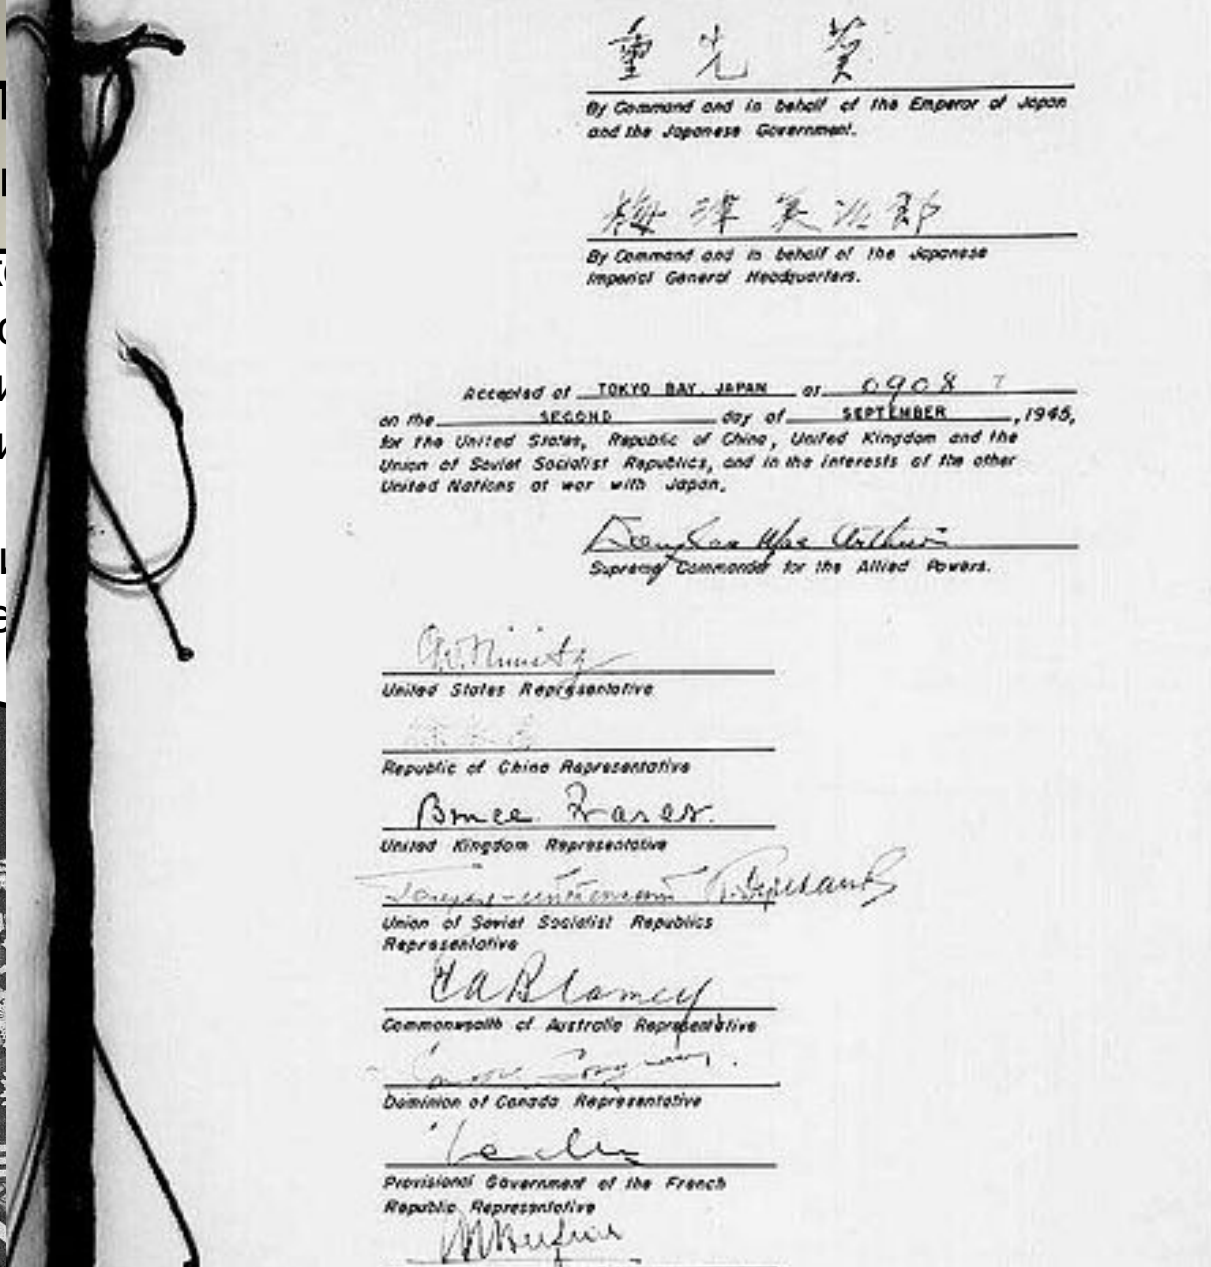 重光葵
By Command and in behalf of the Emperor of Japan
and the Japanese Government.
梅津美治郎
By Command and in behalf of the Japanese
Imperial General Headquarters.
Accepted at TOKYO BAY, JAPAN at 0908 I
on the SECOND day of SEPTEMBER, 1945,
for the United States, Republic of China, United Kingdom and the
Union of Soviet Socialist Republics, and in the interests of the other
United Nations at war with Japan.
Douglas MacArthur
Supreme Commander for the Allied Powers.
C.W. Nimitz
United States Representative
徐永昌
Republic of China Representative
Bruce Fraser.
United Kingdom Representative
Union of Soviet Socialist Republics
Representative
T.A. Blamey
Commonwealth of Australia Representative
Dominion of Canada Representative
Provisional Government of the French
Republic Representative